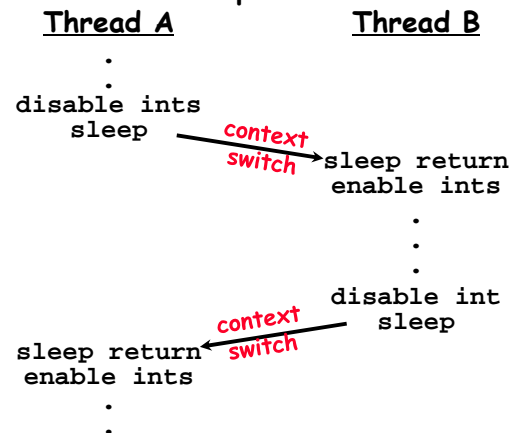 Thread A
Thread B
.
.
disable ints
sleep
context
switch
sleep return
enable ints
.
.
.
disable int
sleep
context
switch
sleep return
enable ints
.
.